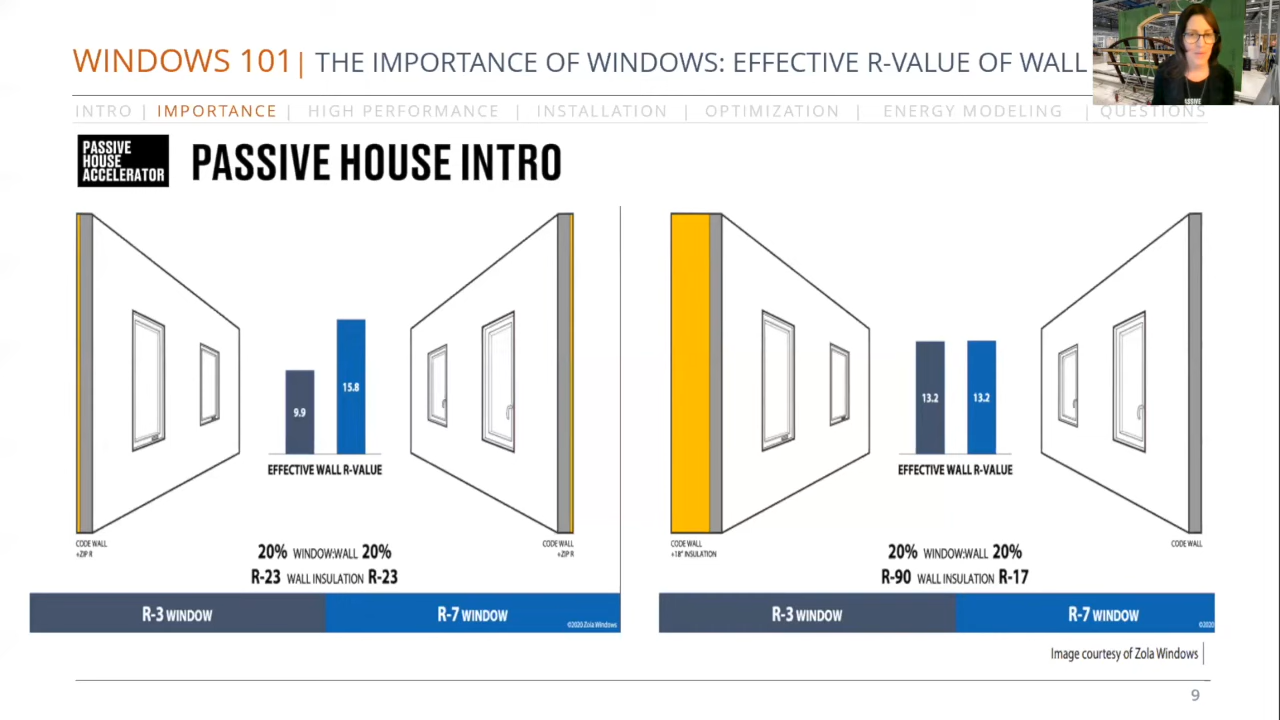 WINDOWS 101| THE IMPORTANCE OF WINDOWS: EFFECTIVE R-VALUE OF WALL
INTRO | IMPORTANCE | HIGH PERFORMANCE | INSTALLATION | OPTIMIZATION | ENERGY MODELING | QUESTIONS
PASSIVE
HOUSE
ACCELERATOR
PASSIVE HOUSE INTRO
9.9
15.8
EFFECTIVE WALL R-VALUE
CODE WALL
+ZIP R
CODE WALL
+ZIP R
20% WINDOW:WALL 20%
R-23 WALL INSULATION R-23
R-3 WINDOW
R-7 WINDOW
©2020 Zola Windows
13.2
13.2
EFFECTIVE WALL R-VALUE
CODE WALL
+18" INSULATION
CODE WALL
20% WINDOW:WALL 20%
R-90 WALL INSULATION R-17
R-3 WINDOW
R-7 WINDOW
©2020
Image courtesy of Zola Windows
9